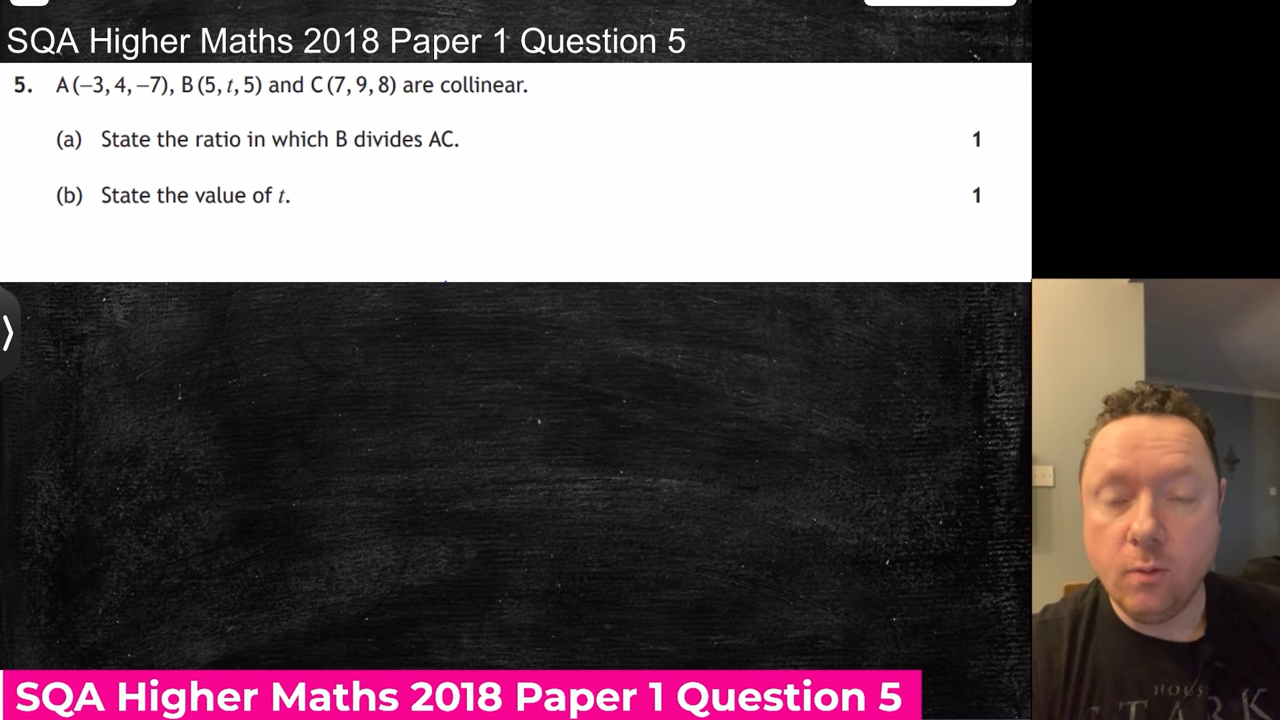 SQA Higher Maths 2018 Paper 1 Question 5
5. A(−3, 4, −7), B(5, t, 5) and C(7, 9, 8) are collinear.
(a) State the ratio in which B divides AC. 1
(b) State the value of t. 1
SQA Higher Maths 2018 Paper 1 Question 5